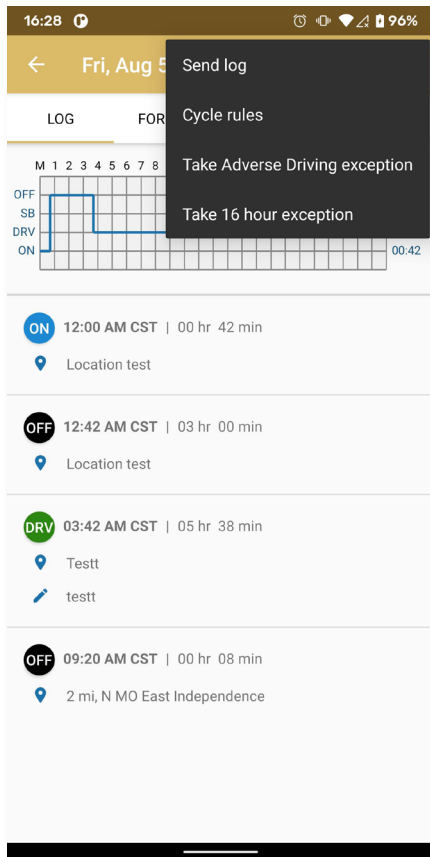 16:28 96%
Fri, Aug 5
Send log
Cycle rules
Take Adverse Driving exception
Take 16 hour exception
LOG FOR
M 1 2 3 4 5 6 7 8
OFF
SB
DRV
ON 00:42
ON 12:00 AM CST | 00 hr 42 min
Location test
OFF 12:42 AM CST | 03 hr 00 min
Location test
DRV 03:42 AM CST | 05 hr 38 min
Testt
testt
OFF 09:20 AM CST | 00 hr 08 min
2 mi, N MO East Independence